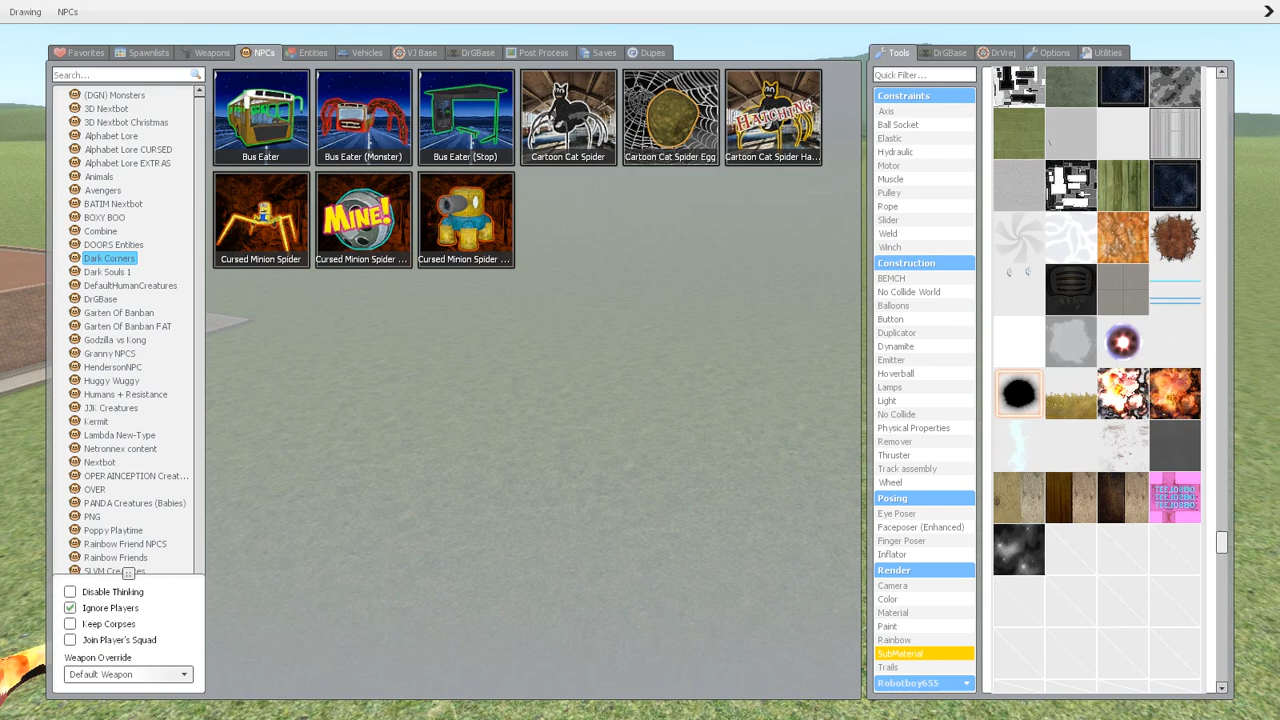 Drawing NPCs
Favorites Spawnlists Weapons NPCs Entities Vehicles VJ Base DrGBase Post Process Saves Dupes
Search...
(DGN) Monsters
3D Nextbot
3D Nextbot Christmas
Alphabet Lore
Alphabet Lore CURSED
Alphabet Lore EXTRAS
Animals
Avengers
BATIM Nextbot
BOXY BOO
Combine
DOORS Entities
Dark Corners
Dark Souls 1
DefaultHumanCreatures
DrGBase
Garten Of Banban
Garten Of Banban FAT
Godzilla vs Kong
Granny NPCS
HendersonNPC
Huggy Wuggy
Humans + Resistance
JJK Creatures
Kermit
Lambda New-Type
Netronnex content
Nextbot
OPERAINCEPTION Creat...
OVER
PANDA Creatures (Babies)
PNG
Poppy Playtime
Rainbow Friend NPCS
Rainbow Friends
Disable Thinking
Ignore Players
Keep Corpses
Join Player's Squad
Weapon Override
Default Weapon
Bus Eater
Bus Eater (Monster)
Bus Eater (Stop)
Cartoon Cat Spider
Cartoon Cat Spider Egg
HATCHING
Cartoon Cat Spider Ha...
Cursed Minion Spider
MINE!
Cursed Minion Spider ...
Cursed Minion Spider ...
Tools DrGBase DrVrej Options Utilities
Quick Filter...
Constraints
Axis
Ball Socket
Elastic
Hydraulic
Motor
Muscle
Pulley
Rope
Slider
Weld
Winch
Construction
BEMCH
No Collide World
Balloons
Button
Duplicator
Dynamite
Emitter
Hoverball
Lamps
Light
No Collide
Physical Properties
Remover
Thruster
Track assembly
Wheel
Posing
Eye Poser
Faceposer (Enhanced)
Finger Poser
Inflator
Render
Camera
Color
Material
Paint
Rainbow
SubMaterial
Trails
Robotboy655